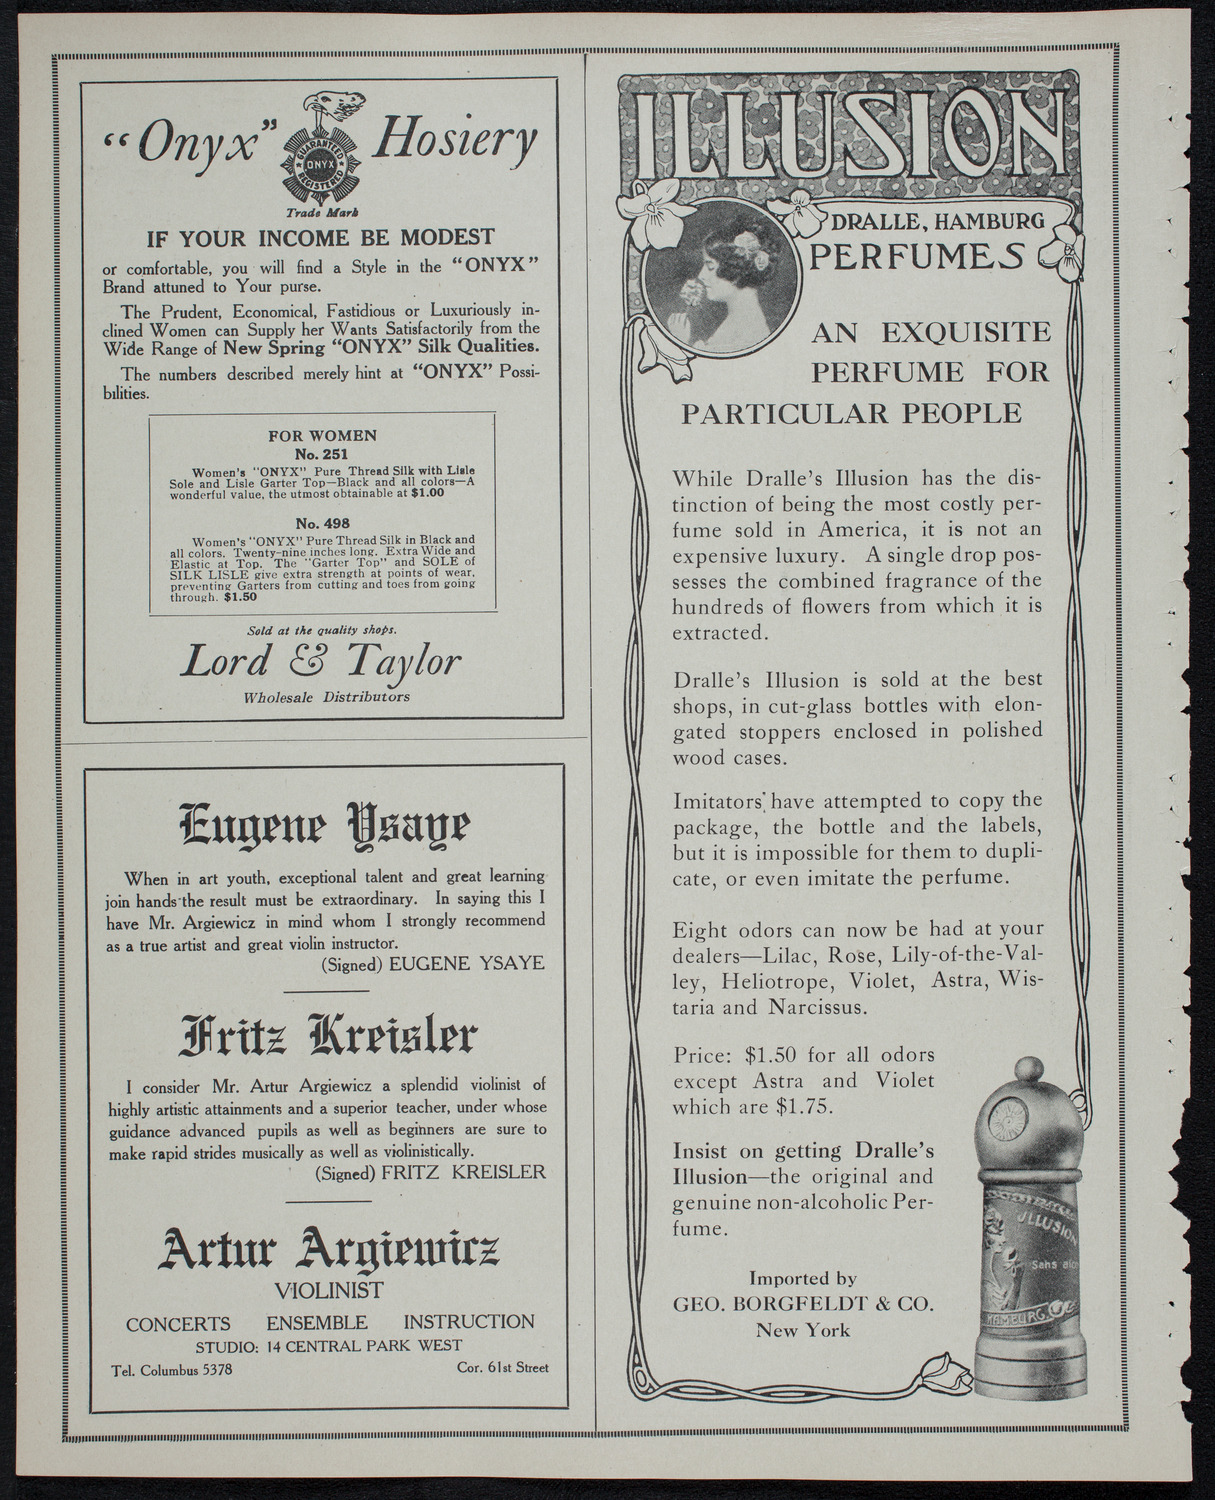 "Onyx" Hosiery
GUARANTEED
ONYX
REGISTERED
Trade Mark
IF YOUR INCOME BE MODEST
or comfortable, you will find a Style in the "ONYX"
Brand attuned to Your purse.
The Prudent, Economical, Fastidious or Luxuriously in-
clined Women can Supply her Wants Satisfactorily from the
Wide Range of New Spring "ONYX" Silk Qualities.
The numbers described merely hint at "ONYX" Possi-
bilities.
FOR WOMEN
No. 251
Women's "ONYX" Pure Thread Silk with Lisle
Sole and Lisle Garter Top—Black and all colors—A
wonderful value, the utmost obtainable at $1.00
No. 498
Women's "ONYX" Pure Thread Silk in Black and
all colors. Twenty-nine inches long. Extra Wide and
Elastic at Top. The "Garter Top" and SOLE of
SILK LISLE give extra strength at points of wear,
preventing Garters from cutting and toes from going
through. $1.50
Sold at the quality shops.
Lord & Taylor
Wholesale Distributors
Eugene Ysaye
When in art youth, exceptional talent and great learning
join hands the result must be extraordinary. In saying this I
have Mr. Argiewicz in mind whom I strongly recommend
as a true artist and great violin instructor.
(Signed) EUGENE YSAYE
Fritz Kreisler
I consider Mr. Artur Argiewicz a splendid violinist of
highly artistic attainments and a superior teacher, under whose
guidance advanced pupils as well as beginners are sure to
make rapid strides musically as well as violinistically.
(Signed) FRITZ KREISLER
Artur Argiewicz
VIOLINIST
CONCERTS ENSEMBLE INSTRUCTION
STUDIO: 14 CENTRAL PARK WEST
Tel. Columbus 5378 Cor. 61st Street
ILLUSION
DRALLE, HAMBURG
PERFUMES
AN EXQUISITE
PERFUME FOR
PARTICULAR PEOPLE
While Dralle's Illusion has the dis-
tinction of being the most costly per-
fume sold in America, it is not an
expensive luxury. A single drop pos-
sesses the combined fragrance of the
hundreds of flowers from which it is
extracted.
Dralle's Illusion is sold at the best
shops, in cut-glass bottles with elon-
gated stoppers enclosed in polished
wood cases.
Imitators have attempted to copy the
package, the bottle and the labels,
but it is impossible for them to dupli-
cate, or even imitate the perfume.
Eight odors can now be had at your
dealers—Lilac, Rose, Lily-of-the-Val-
ley, Heliotrope, Violet, Astra, Wis-
taria and Narcissus.
Price: $1.50 for all odors
except Astra and Violet
which are $1.75.
Insist on getting Dralle's
Illusion—the original and
genuine non-alcoholic Per-
fume.
Imported by
GEO. BORGFELDT & CO.
New York
ILLUSION
Sans alco
HAMBURG